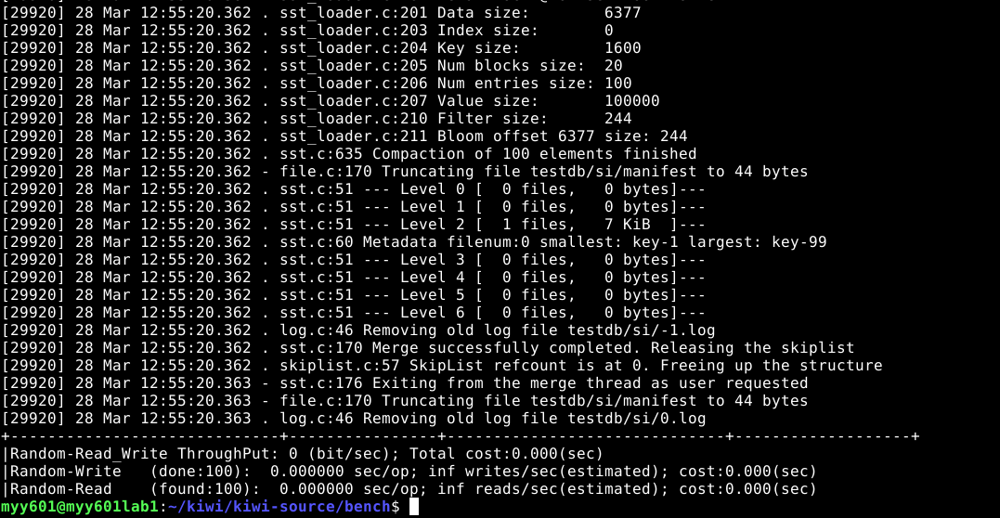 [29920] 28 Mar 12:55:20.362 . sst_loader.c:201 Data size:        6377
[29920] 28 Mar 12:55:20.362 . sst_loader.c:203 Index size:       0
[29920] 28 Mar 12:55:20.362 . sst_loader.c:204 Key size:         1600
[29920] 28 Mar 12:55:20.362 . sst_loader.c:205 Num blocks size:  20
[29920] 28 Mar 12:55:20.362 . sst_loader.c:206 Num entries size: 100
[29920] 28 Mar 12:55:20.362 . sst_loader.c:207 Value size:       100000
[29920] 28 Mar 12:55:20.362 . sst_loader.c:210 Filter size:      244
[29920] 28 Mar 12:55:20.362 . sst_loader.c:211 Bloom offset 6377 size: 244
[29920] 28 Mar 12:55:20.362 . sst.c:635 Compaction of 100 elements finished
[29920] 28 Mar 12:55:20.362 - file.c:170 Truncating file testdb/si/manifest to 44 bytes
[29920] 28 Mar 12:55:20.362 . sst.c:51 --- Level 0 [  0 files,   0 bytes]---
[29920] 28 Mar 12:55:20.362 . sst.c:51 --- Level 1 [  0 files,   0 bytes]---
[29920] 28 Mar 12:55:20.362 . sst.c:51 --- Level 2 [  1 files,   7 KiB  ]---
[29920] 28 Mar 12:55:20.362 . sst.c:60 Metadata filenum:0 smallest: key-1 largest: key-99
[29920] 28 Mar 12:55:20.362 . sst.c:51 --- Level 3 [  0 files,   0 bytes]---
[29920] 28 Mar 12:55:20.362 . sst.c:51 --- Level 4 [  0 files,   0 bytes]---
[29920] 28 Mar 12:55:20.362 . sst.c:51 --- Level 5 [  0 files,   0 bytes]---
[29920] 28 Mar 12:55:20.362 . sst.c:51 --- Level 6 [  0 files,   0 bytes]---
[29920] 28 Mar 12:55:20.362 . log.c:46 Removing old log file testdb/si/-1.log
[29920] 28 Mar 12:55:20.362 . sst.c:170 Merge successfully completed. Releasing the skiplist
[29920] 28 Mar 12:55:20.362 . skiplist.c:57 SkipList refcount is at 0. Freeing up the structure
[29920] 28 Mar 12:55:20.363 - sst.c:176 Exiting from the merge thread as user requested
[29920] 28 Mar 12:55:20.363 - file.c:170 Truncating file testdb/si/manifest to 44 bytes
[29920] 28 Mar 12:55:20.363 . log.c:46 Removing old log file testdb/si/0.log
+-----------------------------+----------------+------------------------------+-------------------+
|Random-Read_Write ThroughPut: 0 (bit/sec); Total cost:0.000(sec)
|Random-Write   (done:100):  0.000000 sec/op; inf writes/sec(estimated); cost:0.000(sec)
|Random-Read    (found:100):  0.000000 sec/op; inf reads/sec(estimated); cost:0.000(sec)
myy601@myy601lab1:~/kiwi/kiwi-source/bench$